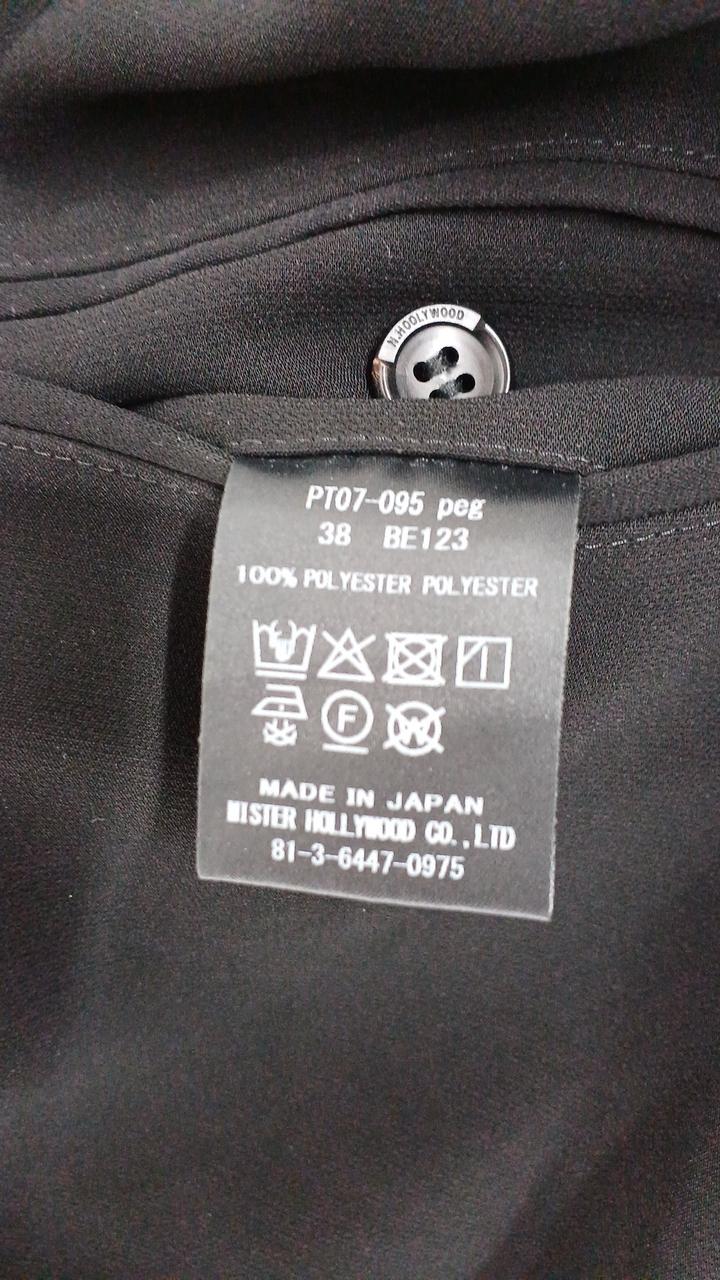 N.HOOLYWOOD
PT07-095 peg
38 BE123
100% POLYESTER POLYESTER
F
W
MADE IN JAPAN
MISTER HOLLYWOOD CO.,LTD
81-3-6447-0975